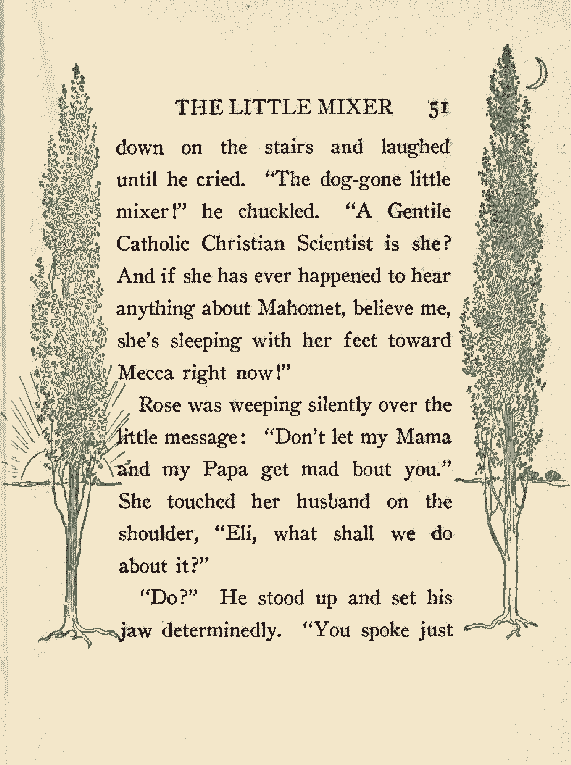 THE LITTLE MIXER 51
down on the stairs and laughed
until he cried. “The dog-gone little
mixer!” he chuckled. “A Gentile
Catholic Christian Scientist is she?
And if she has ever happened to hear
anything about Mahomet, believe me,
she’s sleeping with her feet toward
Mecca right now!”
Rose was weeping silently over the
little message: “Don’t let my Mama
and my Papa get mad bout you.”
She touched her husband on the
shoulder, “Eli, what shall we do
about it?”
“Do?” He stood up and set his
jaw determinedly. “You spoke just